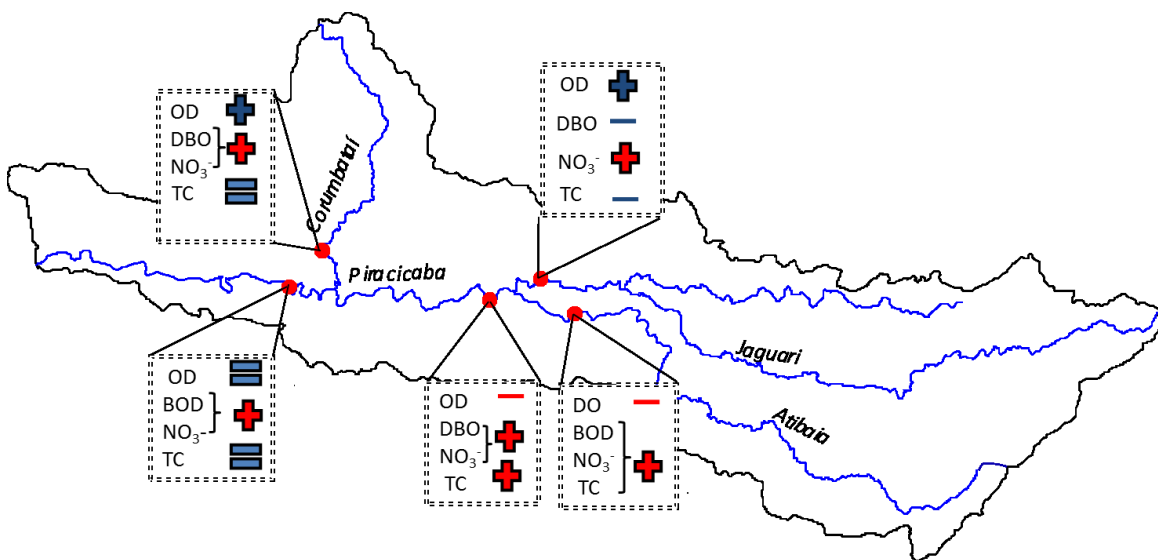 OD
DBO
NO₃⁻
TC
OD
DBO
NO₃⁻
TC
Corumbataí
Piracicaba
Jaguari
Atibaia
OD
BOD
NO₃⁻
TC
OD
DBO
NO₃⁻
TC
DO
BOD
NO₃⁻
TC